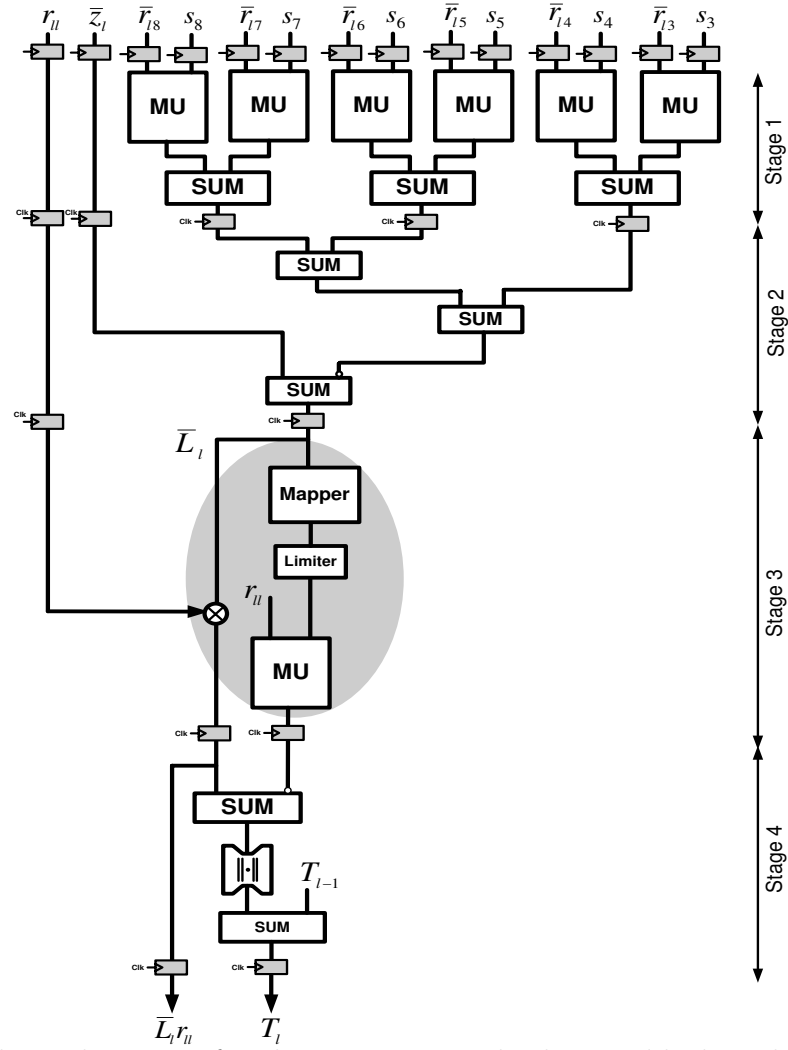 r_ll z̅_l r̅_l8 s_8 r̅_l7 s_7 r̅_l6 s_6 r̅_l5 s_5 r̅_l4 s_4 r̅_l3 s_3
MU MU MU MU MU MU
Stage 1
SUM SUM SUM
Clk Clk Clk Clk Clk
SUM
Stage 2
SUM
SUM
Clk Clk
L̅_l
Mapper
Limiter
Stage 3
r_ll
MU
Clk Clk
SUM
Stage 4
‖·‖
T_{l−1}
SUM
Clk Clk
L̅_l r_ll T_l